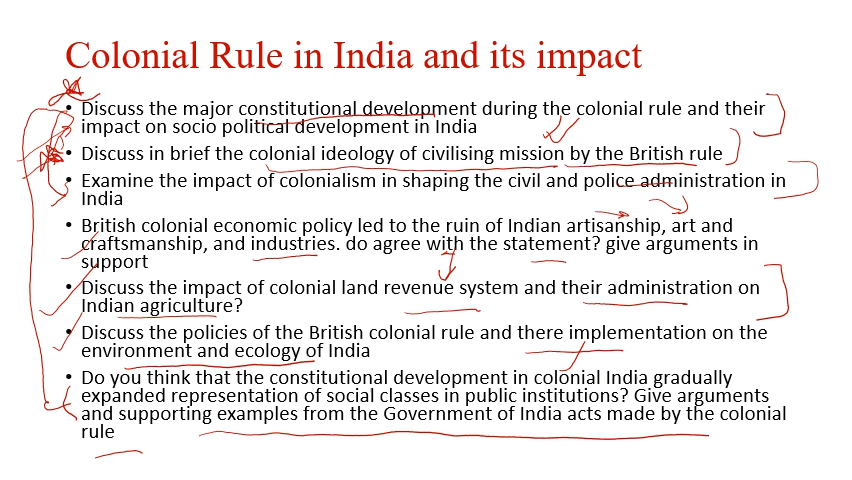 Colonial Rule in India and its impact
• Discuss the major constitutional development during the colonial rule and their
impact on socio political development in India
• Discuss in brief the colonial ideology of civilising mission by the British rule
• Examine the impact of colonialism in shaping the civil and police administration in
India
• British colonial economic policy led to the ruin of Indian artisanship, art and
craftsmanship, and industries. do agree with the statement? give arguments in
support
• Discuss the impact of colonial land revenue system and their administration on
Indian agriculture?
• Discuss the policies of the British colonial rule and there implementation on the
environment and ecology of India
• Do you think that the constitutional development in colonial India gradually
expanded representation of social classes in public institutions? Give arguments
and supporting examples from the Government of India acts made by the colonial
rule